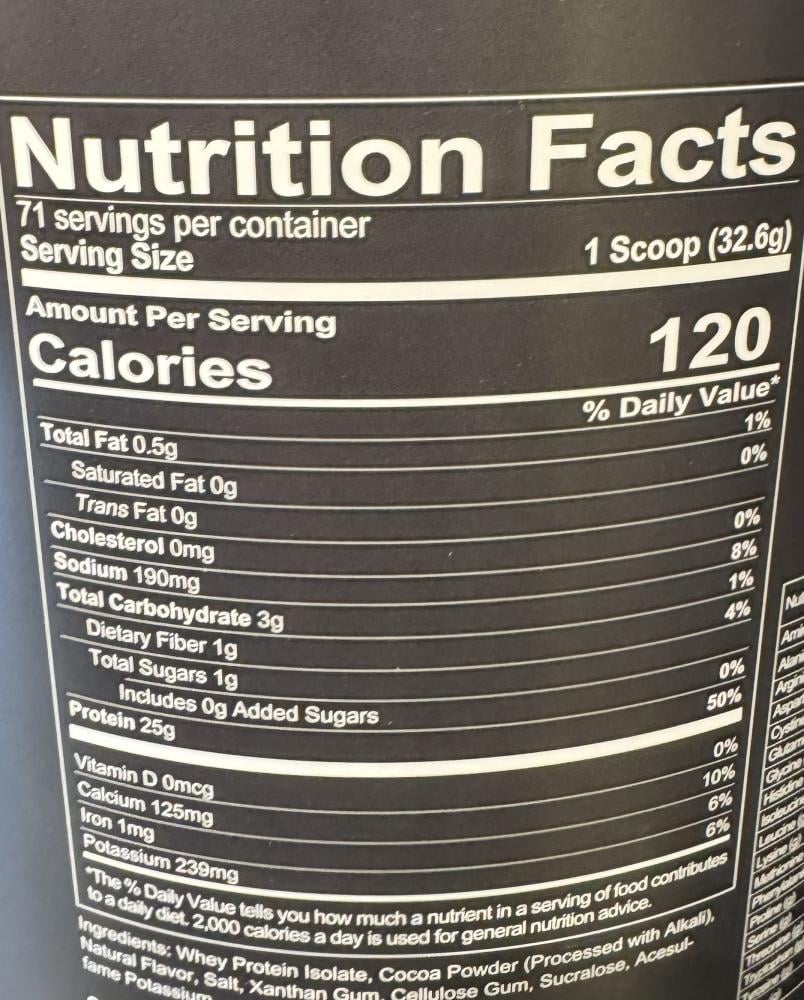 Nutrition Facts
71 servings per container
Serving Size 1 Scoop (32.6g)
Amount Per Serving
Calories 120
% Daily Value*
Total Fat 0.5g 1%
Saturated Fat 0g 0%
Trans Fat 0g
Cholesterol 0mg 0%
Sodium 190mg 8%
Total Carbohydrate 3g 1%
Dietary Fiber 1g 4%
Total Sugars 1g
Includes 0g Added Sugars 0%
Protein 25g 50%
Vitamin D 0mcg 0%
Calcium 125mg 10%
Iron 1mg 6%
Potassium 239mg 6%
*The % Daily Value tells you how much a nutrient in a serving of food contributes
to a daily diet. 2,000 calories a day is used for general nutrition advice.
Ingredients: Whey Protein Isolate, Cocoa Powder (Processed with Alkali),
Natural Flavor, Salt, Xanthan Gum, Cellulose Gum, Sucralose, Acesul-
fame Potassium
Glycine
Leucine (g)
Lysine (g)
Proline (g)
Serine (g)